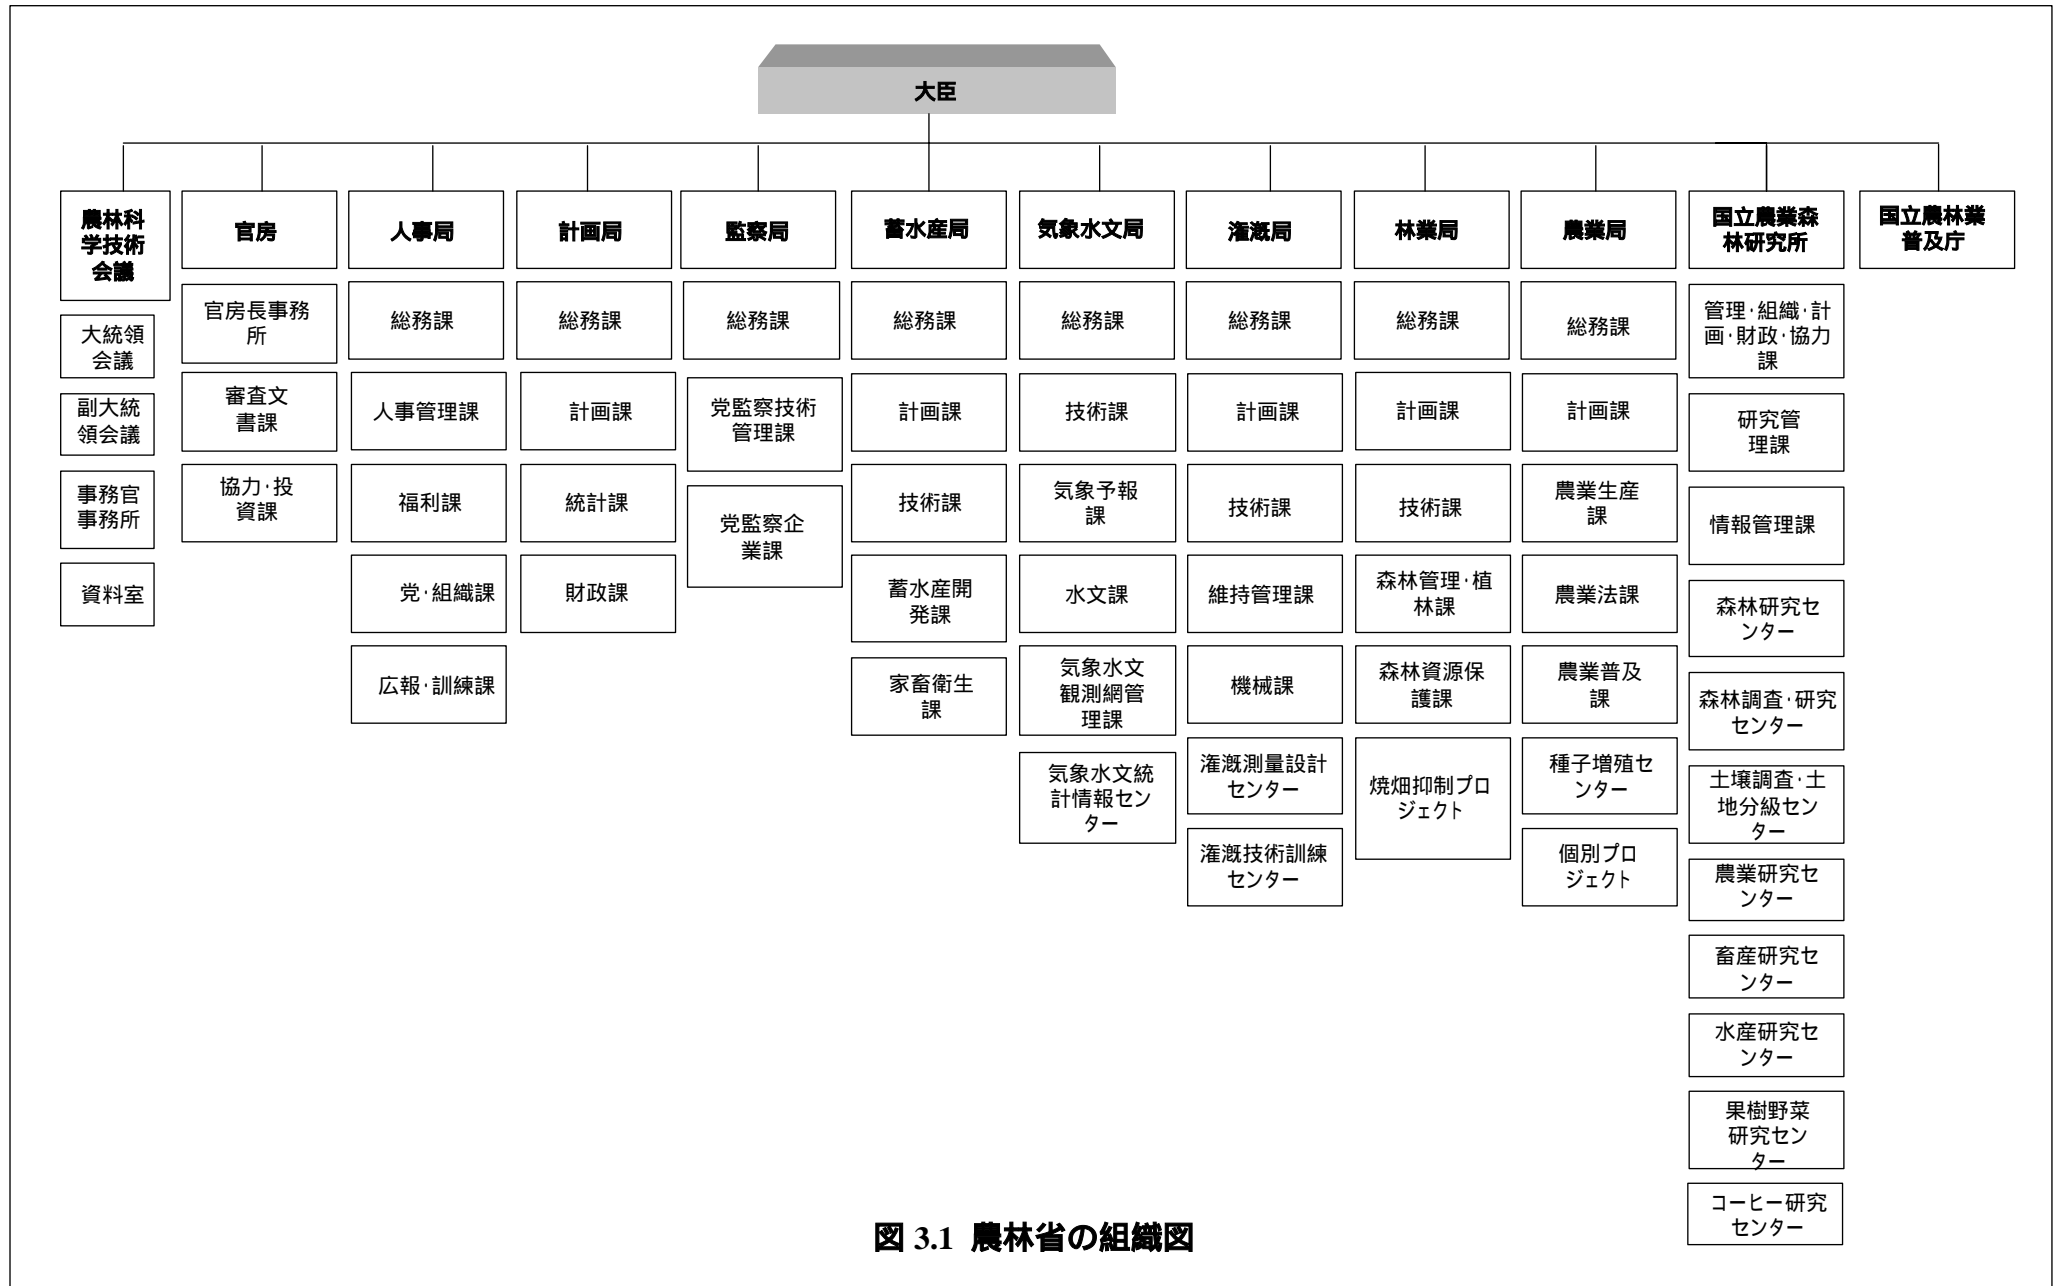 大臣
農林科
学技術
会議
大統領
会議
副大統
領会議
事務官
事務所
資料室
官房
官房長事務
所
審査文
書課
協力·投
資課
人事局
総務課
人事管理課
福利課
党·組織課
広報·訓練課
計画局
総務課
計画課
統計課
財政課
監察局
総務課
党監察技術
管理課
党監察企
業課
蓄水産局
総務課
計画課
技術課
蓄水産開
発課
家畜衛生
課
気象水文局
総務課
技術課
気象予報
課
水文課
気象水文
観測網管
理課
気象水文統
計情報セン
ター
潅漑局
総務課
計画課
技術課
維持管理課
機械課
潅漑測量設計
センター
潅漑技術訓練
センター
林業局
総務課
計画課
技術課
森林管理·植
林課
森林資源保
護課
焼畑抑制プロ
ジェクト
農業局
総務課
計画課
農業生産
課
農業法課
農業普及
課
種子増殖セ
ンター
個別プロ
ジェクト
国立農業森
林研究所
管理·組織·計
画·財政·協力
課
研究管
理課
情報管理課
森林研究セ
ンター
森林調査·研究
センター
土壌調査·土
地分級セン
ター
農業研究セ
ンター
畜産研究セ
ンター
水産研究セ
ンター
果樹野菜
研究セン
ター
コーヒー研究
センター
国立農林業
普及庁
図 3.1 農林省の組織図